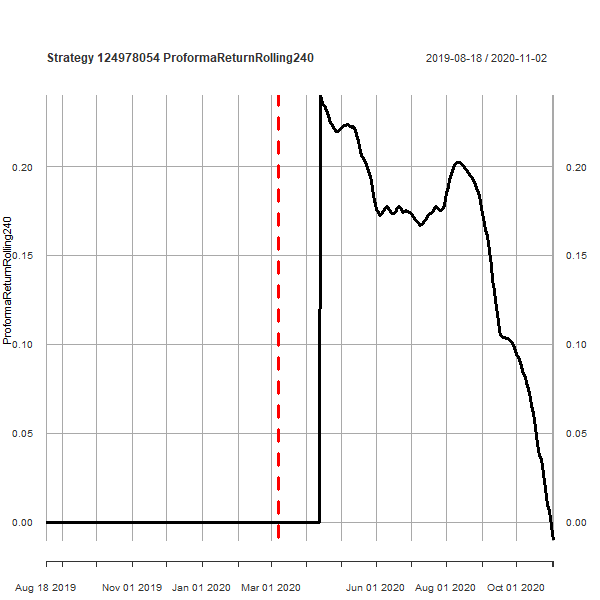 Strategy 124978054 ProformaReturnRolling240
2019-08-18 / 2020-11-02
ProformaReturnRolling240
0.20
0.15
0.10
0.05
0.00
0.20
0.15
0.10
0.05
0.00
Aug 18 2019
Nov 01 2019
Jan 01 2020
Mar 01 2020
Jun 01 2020
Aug 01 2020
Oct 01 2020